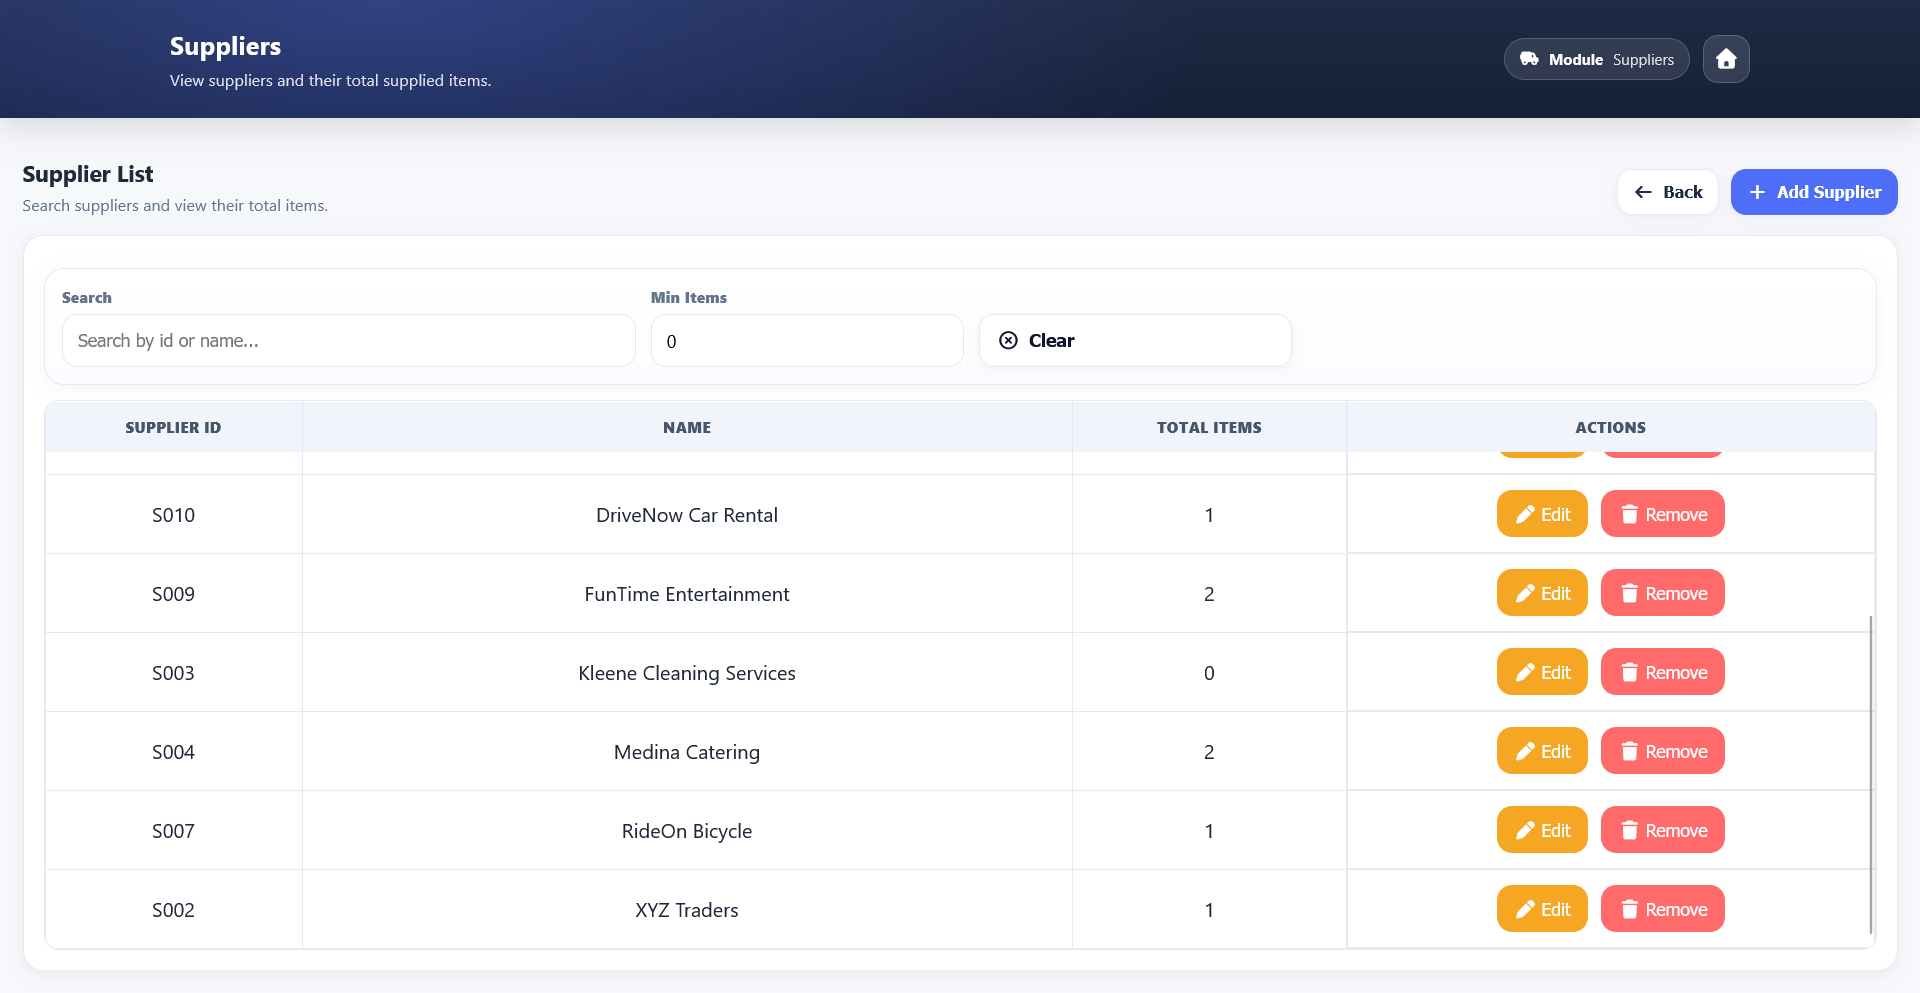 Suppliers
View suppliers and their total supplied items.
Module Suppliers
Supplier List
Search suppliers and view their total items.
Back
Add Supplier
Search
Min Items
Search by id or name...
0
Clear
SUPPLIER ID NAME TOTAL ITEMS ACTIONS
S010 DriveNow Car Rental 1 Edit Remove
S009 FunTime Entertainment 2 Edit Remove
S003 Kleene Cleaning Services 0 Edit Remove
S004 Medina Catering 2 Edit Remove
S007 RideOn Bicycle 1 Edit Remove
S002 XYZ Traders 1 Edit Remove